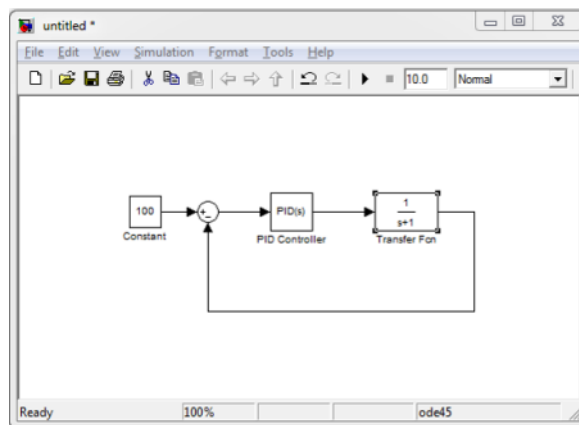 untitled *
File Edit View Simulation Format Tools Help
10.0 Normal
100
+
-
PID(s)
1
s+1
Constant PID Controller Transfer Fcn
Ready 100% ode45